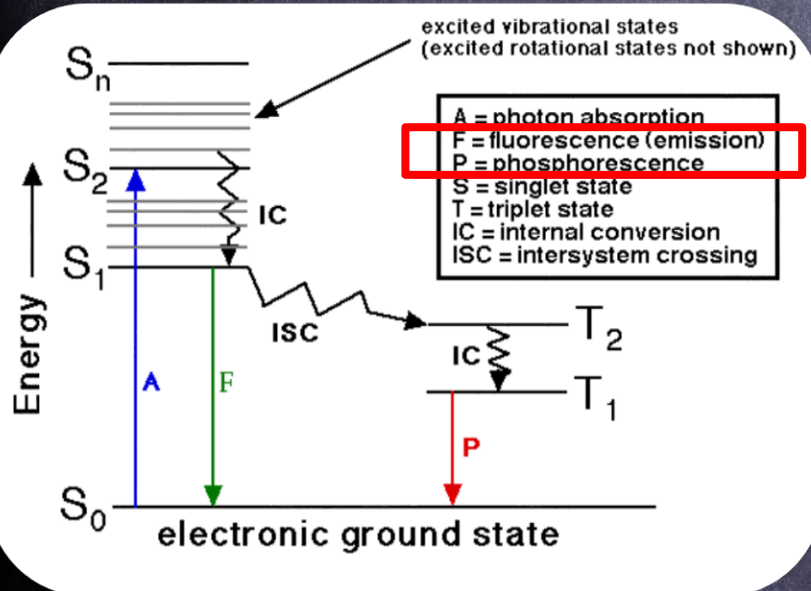 excited vibrational states
(excited rotational states not shown)
Sn
A = photon absorption
F = fluorescence (emission)
P = phosphorescence
S = singlet state
T = triplet state
IC = internal conversion
ISC = intersystem crossing
S2
IC
S1
ISC
T2
IC
T1
Energy
A
F
P
S0
electronic ground state